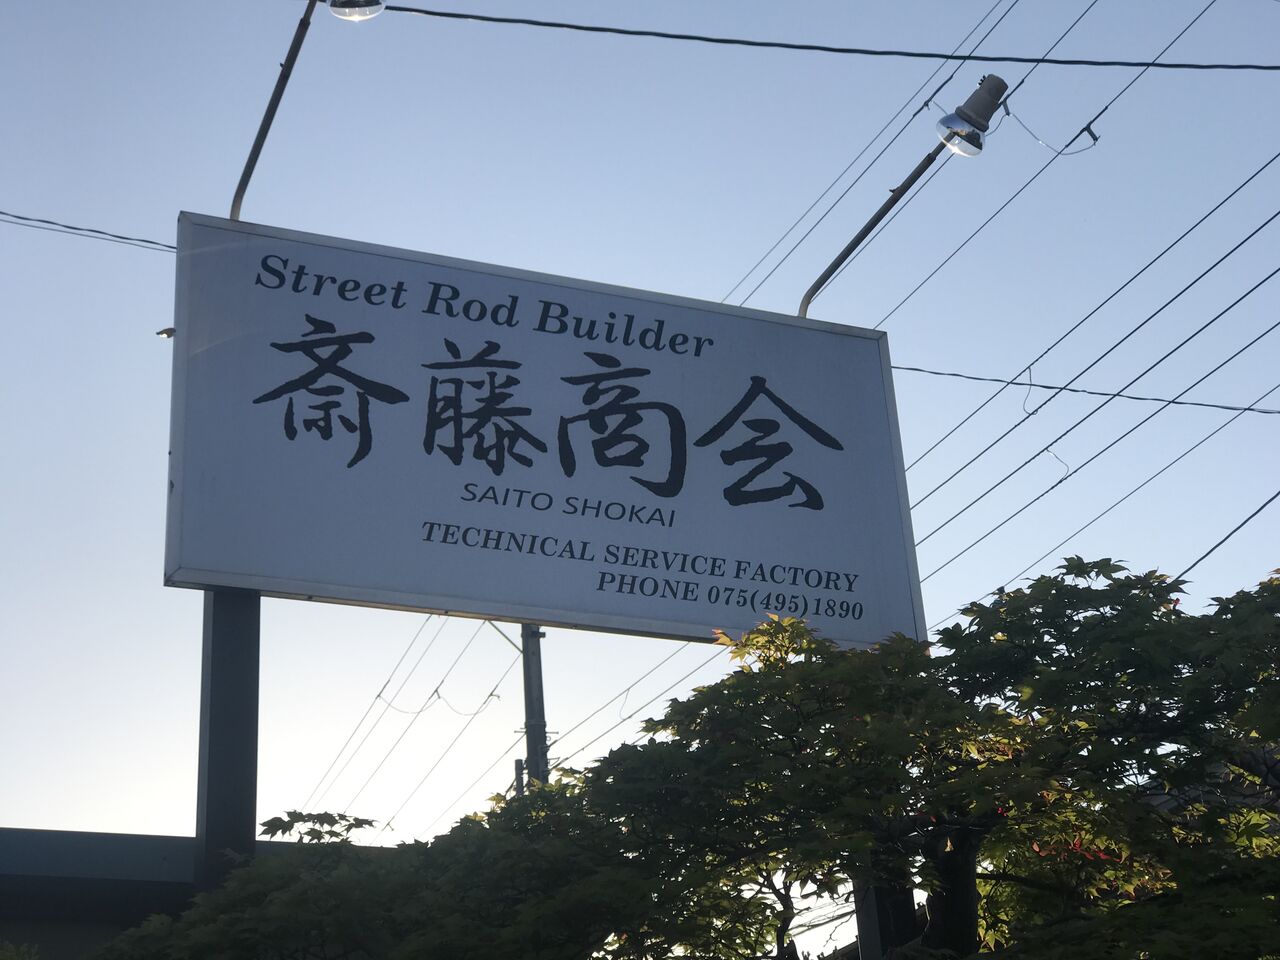 Street Rod Builder
斎藤商会
SAITO SHOKAI
TECHNICAL SERVICE FACTORY
PHONE 075(495)1890